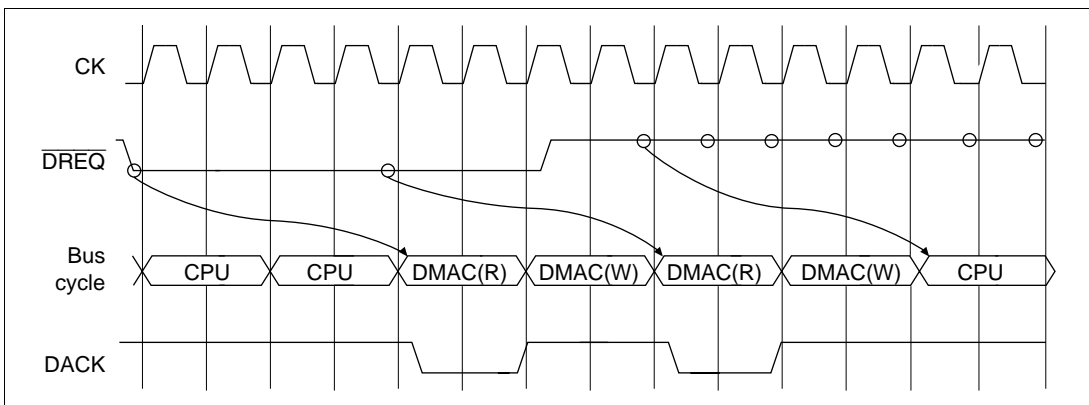 CK
DREQ
Bus
cycle
CPU CPU DMAC(R) DMAC(W) DMAC(R) DMAC(W) CPU
DACK